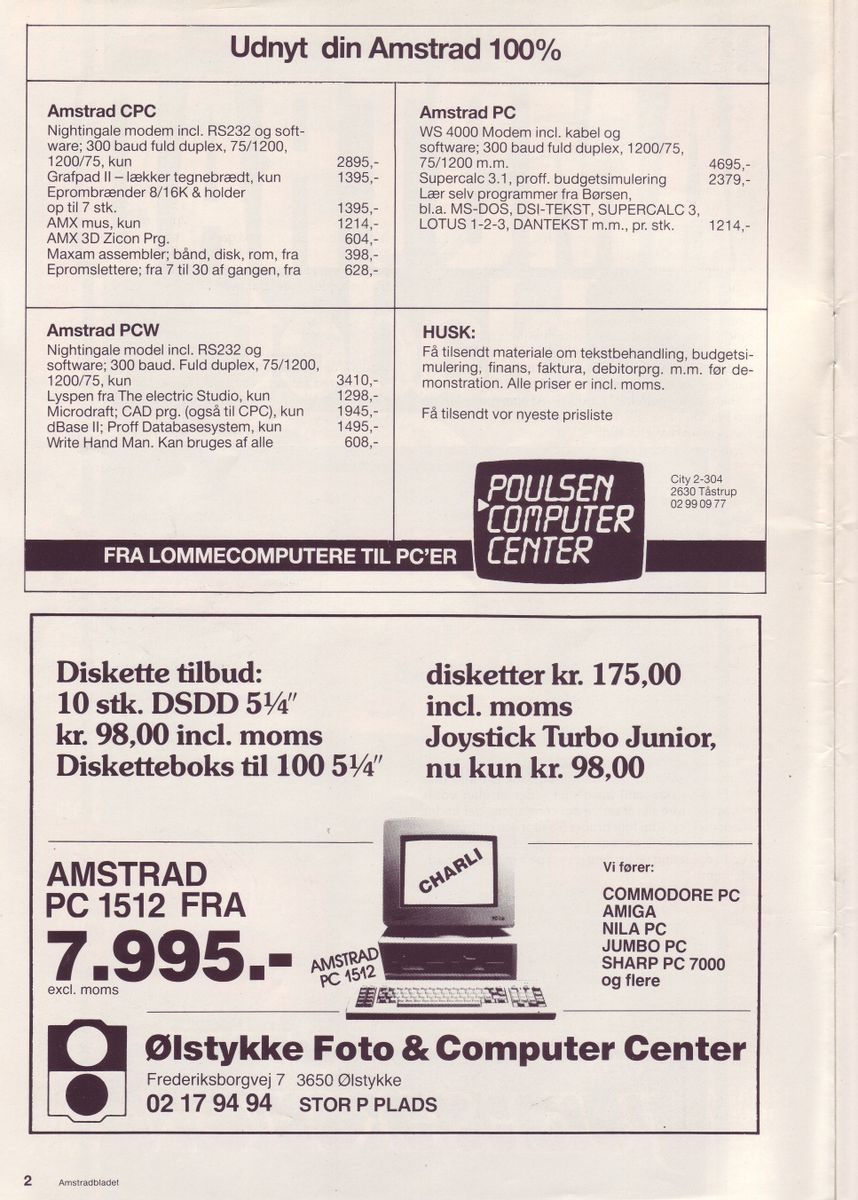 Udnyt din Amstrad 100%
Amstrad CPC
Nightingale modem incl. RS232 og soft-
ware; 300 baud fuld duplex, 75/1200,
1200/75, kun 2895,-
Grafpad II – lækker tegnebrædt, kun 1395,-
Eprombrænder 8/16K & holder
op til 7 stk. 1395,-
AMX mus, kun 1214,-
AMX 3D Zicon Prg. 604,-
Maxam assembler; bånd, disk, rom, fra 398,-
Epromslettere; fra 7 til 30 af gangen, fra 628,-
Amstrad PC
WS 4000 Modem incl. kabel og
software; 300 baud fuld duplex, 1200/75,
75/1200 m.m. 4695,-
Supercalc 3.1, proff. budgetsimulering 2379,-
Lær selv programmer fra Børsen,
bl.a. MS-DOS, DSI-TEKST, SUPERCALC 3,
LOTUS 1-2-3, DANTEKST m.m., pr. stk. 1214,-
Amstrad PCW
Nightingale model incl. RS232 og
software; 300 baud. Fuld duplex, 75/1200,
1200/75, kun 3410,-
Lyspen fra The electric Studio, kun 1298,-
Microdraft; CAD prg. (også til CPC), kun 1945,-
dBase II; Proff Databasesystem, kun 1495,-
Write Hand Man. Kan bruges af alle 608,-
HUSK:
Få tilsendt materiale om tekstbehandling, budgetsi-
mulering, finans, faktura, debitorprg. m.m. før de-
monstration. Alle priser er incl. moms.
Få tilsendt vor nyeste prisliste
POULSEN
COMPUTER
CENTER
City 2-304
2630 Tåstrup
02 99 09 77
FRA LOMMECOMPUTERE TIL PC'ER
Diskette tilbud:
10 stk. DSDD 5¼"
kr. 98,00 incl. moms
Disketteboks til 100 5¼"
disketter kr. 175,00
incl. moms
Joystick Turbo Junior,
nu kun kr. 98,00
AMSTRAD
PC 1512 FRA
7.995.-
excl. moms
CHARLI
AMSTRAD
PC 1512
Vi fører:
COMMODORE PC
AMIGA
NILA PC
JUMBO PC
SHARP PC 7000
og flere
Ølstykke Foto & Computer Center
Frederiksborgvej 7 3650 Ølstykke
02 17 94 94 STOR P PLADS
2 Amstradbladet